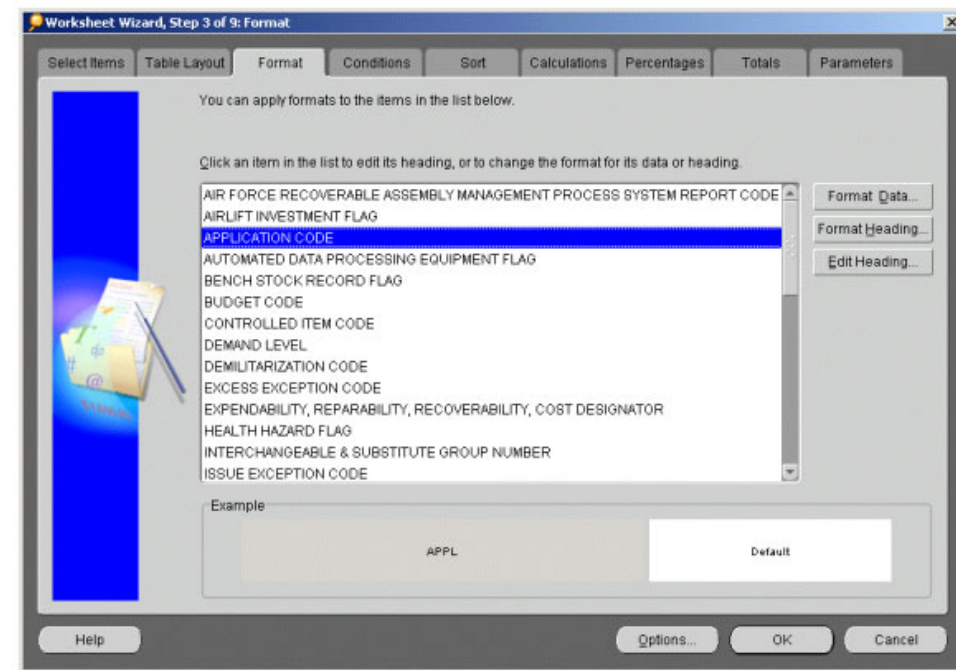 Worksheet Wizard, Step 3 of 9: Format
Select Items Table Layout Format Conditions Sort Calculations Percentages Totals Parameters
You can apply formats to the items in the list below.
Click an item in the list to edit its heading, or to change the format for its data or heading.
AIR FORCE RECOVERABLE ASSEMBLY MANAGEMENT PROCESS SYSTEM REPORT CODE
AIRLIFT INVESTMENT FLAG
APPLICATION CODE
AUTOMATED DATA PROCESSING EQUIPMENT FLAG
BENCH STOCK RECORD FLAG
BUDGET CODE
CONTROLLED ITEM CODE
DEMAND LEVEL
DEMILITARIZATION CODE
EXCESS EXCEPTION CODE
EXPENDABILITY, REPARABILITY, RECOVERABILITY, COST DESIGNATOR
HEALTH HAZARD FLAG
INTERCHANGEABLE & SUBSTITUTE GROUP NUMBER
ISSUE EXCEPTION CODE
Format Data...
Format Heading...
Edit Heading...
Example
APPL Default
Help Options... OK Cancel